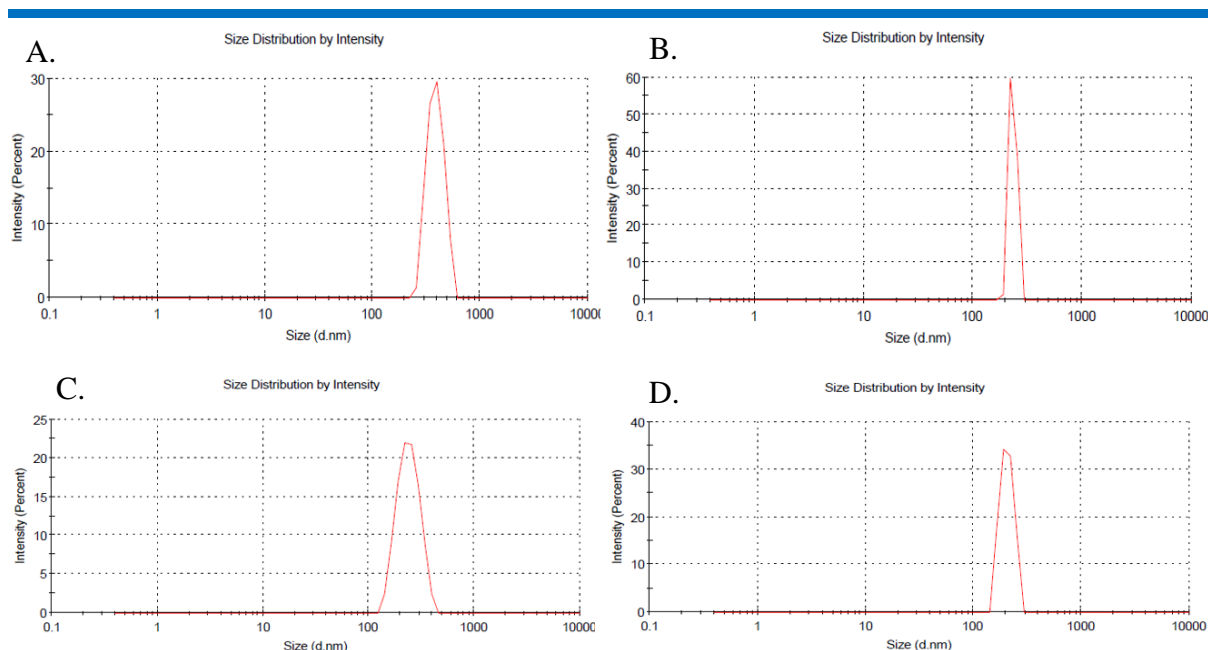 A.
Size Distribution by Intensity
Intensity (Percent)
30
20
10
0
0.1 1 10 100 1000 10000
Size (d.nm)
B.
Size Distribution by Intensity
Intensity (Percent)
60
50
40
30
20
10
0
0.1 1 10 100 1000 10000
Size (d.nm)
C.
Size Distribution by Intensity
Intensity (Percent)
25
20
15
10
5
0
0.1 1 10 100 1000 10000
Size (d.nm)
D.
Size Distribution by Intensity
Intensity (Percent)
40
30
20
10
0
0.1 1 10 100 1000 10000
Size (d.nm)